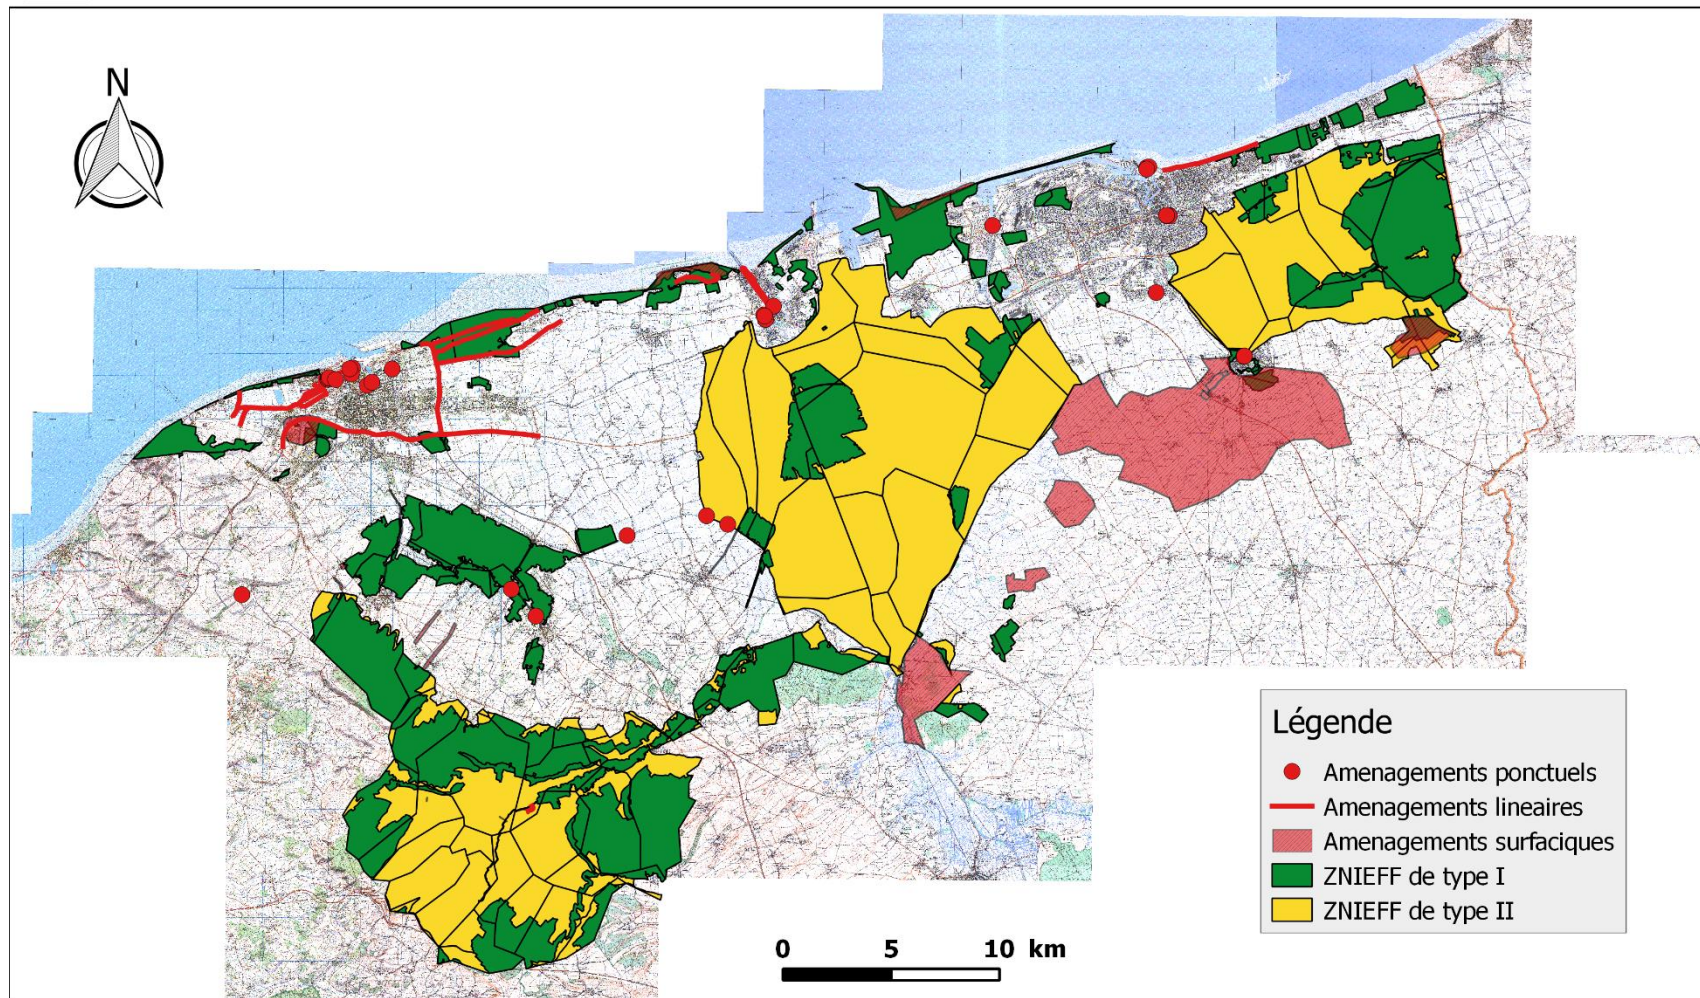 N
Légende
Amenagements ponctuels
Amenagements lineaires
Amenagements surfaciques
ZNIEFF de type I
ZNIEFF de type II
0 5 10 km